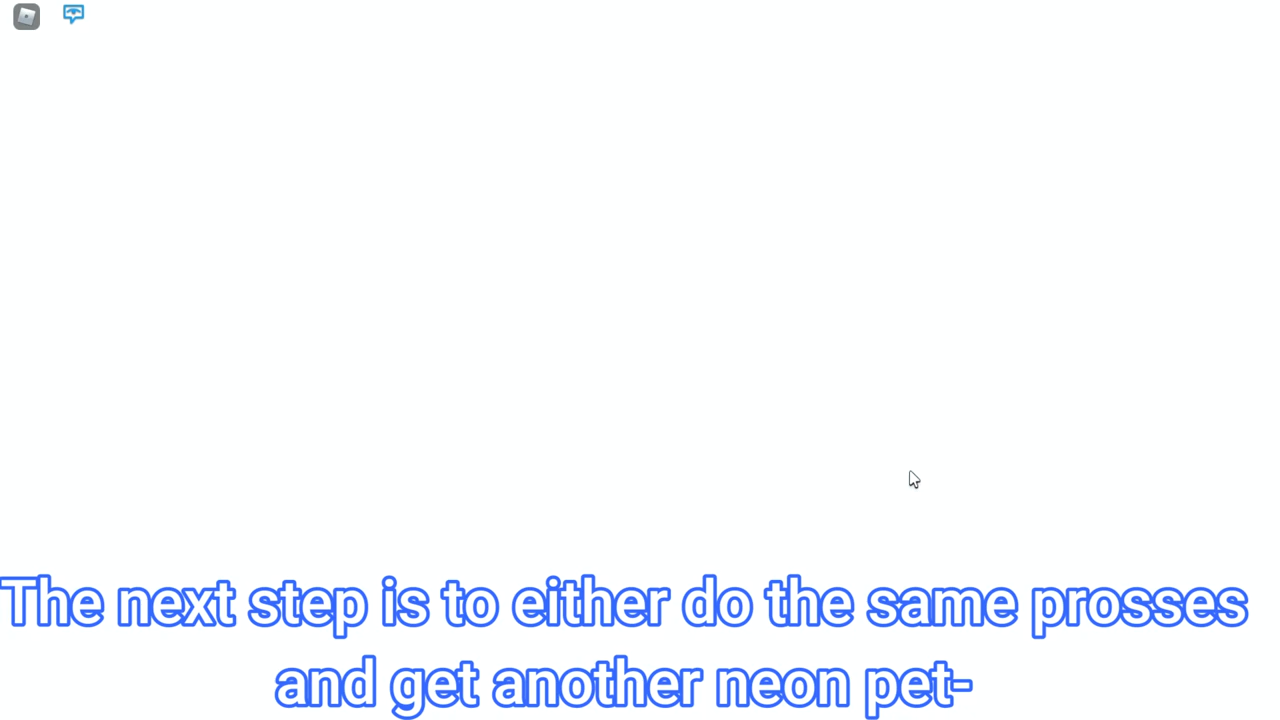 The next step is to either do the same prosses
and get another neon pet-